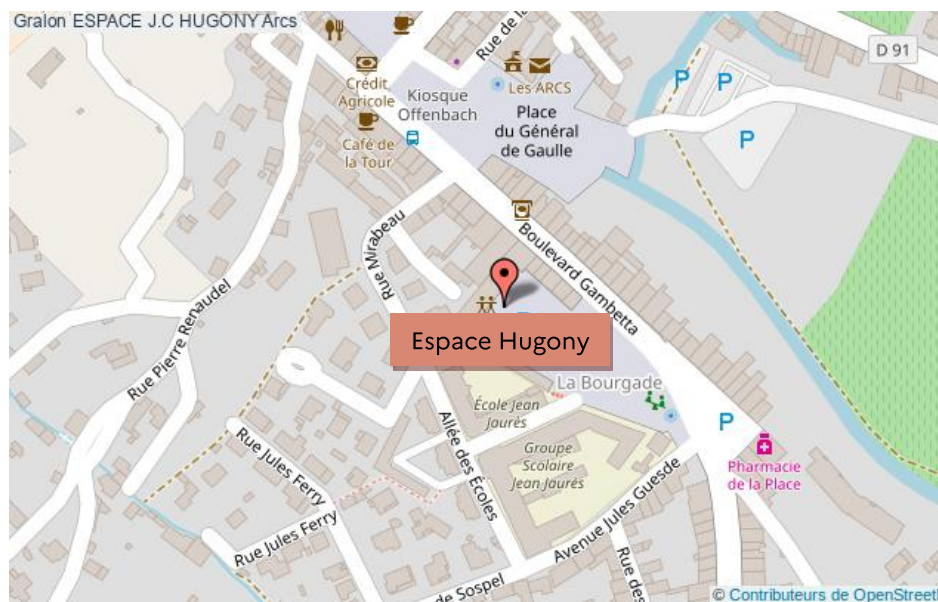 Gralon ESPACE J.C HUGONY Arcs
Rue de la
D 91
P
P
P
Crédit
Agricole
Les ARCS
Kiosque
Offenbach
Place
du Général
de Gaulle
Café de
la Tour
Rue Mirabeau
Boulevard Gambetta
Rue Pierre Renaudel
Espace Hugony
La Bourgade
École Jean
Jaurès
Allée des Écoles
P
Groupe
Scolaire
Jean Jaurès
Pharmacie
de la Place
Rue Jules Ferry
Rue Jules Ferry
Avenue Jules Guesde
Rue des
de Sospel
© Contributeurs de OpenStreet